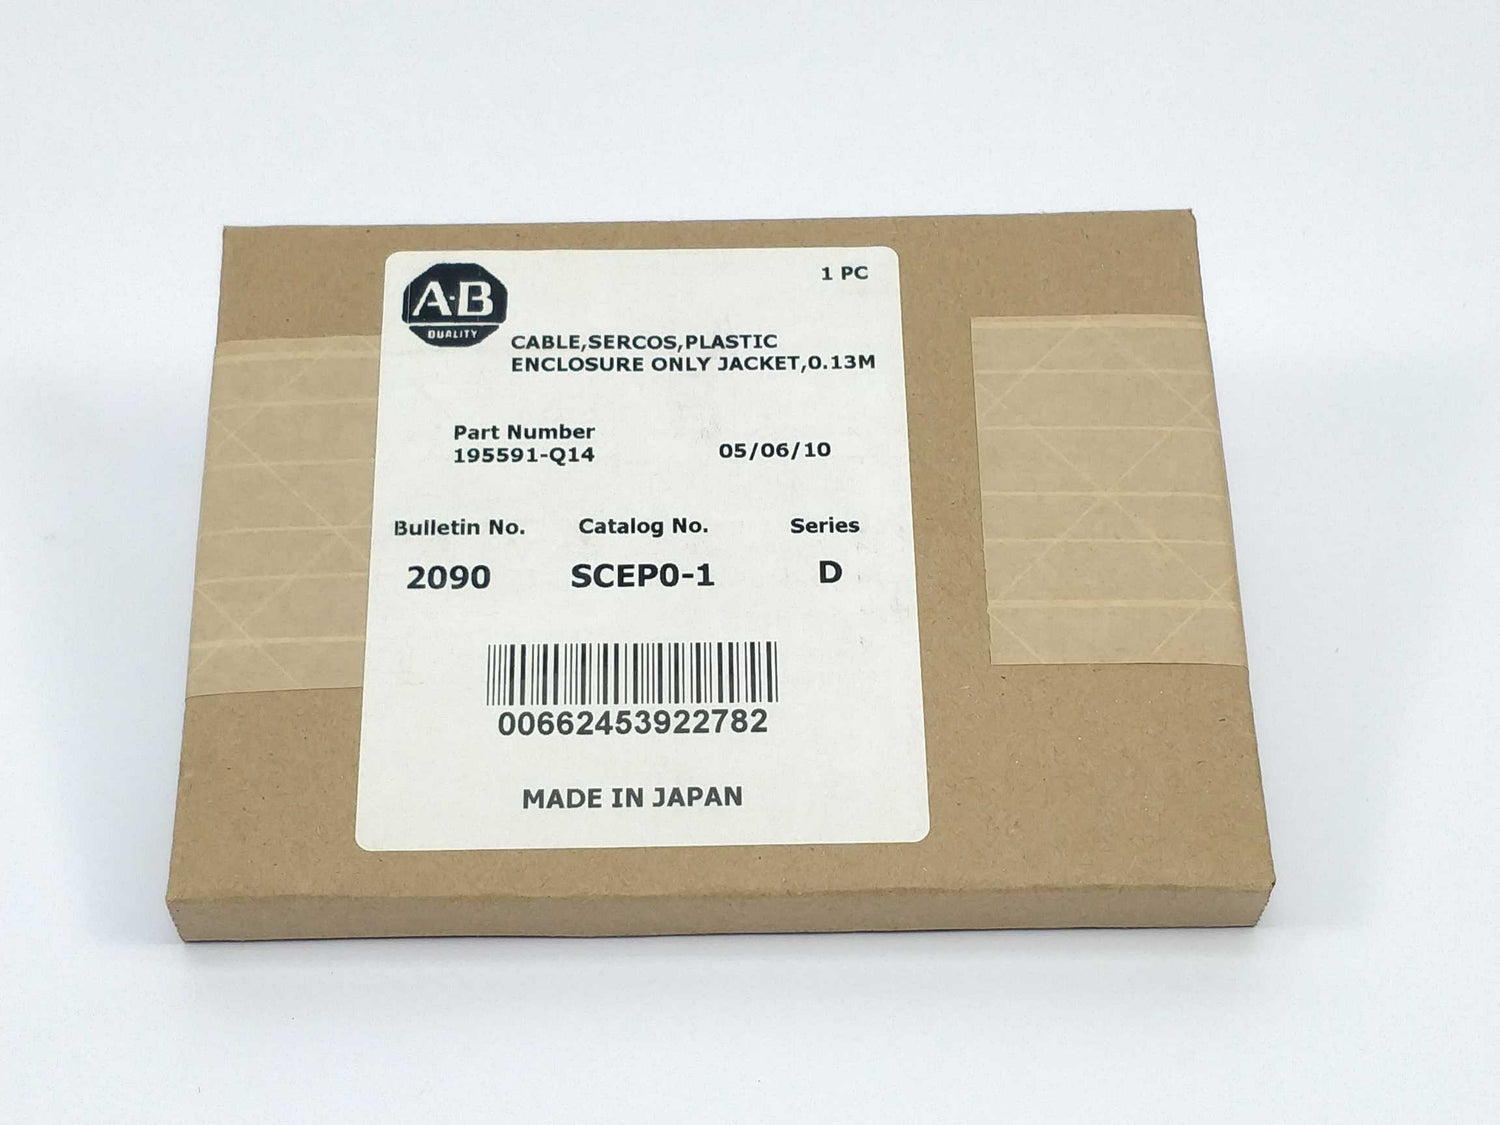 A·B
QUALITY
1 PC
CABLE,SERCOS,PLASTIC
ENCLOSURE ONLY JACKET,0.13M
Part Number
195591-Q14
05/06/10
Bulletin No. Catalog No. Series
2090 SCEP0-1 D
00662453922782
MADE IN JAPAN